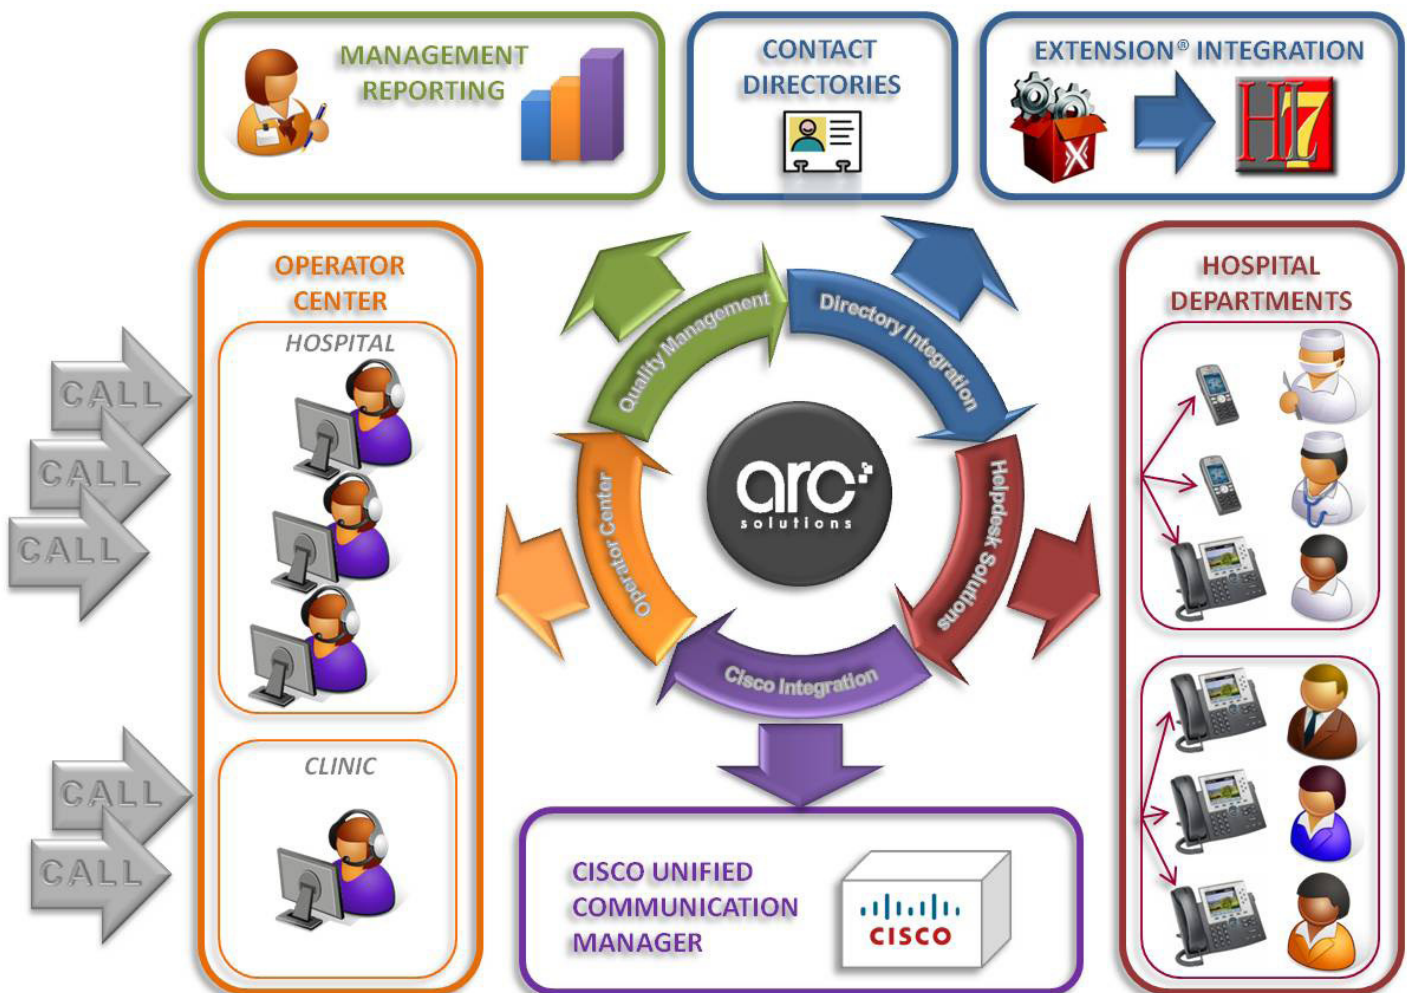 MANAGEMENT
REPORTING
CONTACT
DIRECTORIES
EXTENSION® INTEGRATION
X
HL7
OPERATOR
CENTER
HOSPITAL
CALL
CALL
CALL
CLINIC
CALL
CALL
Quality Management
Directory Integration
Operator Center
Helpdesk Solutions
Cisco Integration
arc
solutions
HOSPITAL
DEPARTMENTS
CISCO UNIFIED
COMMUNICATION
MANAGER
CISCO